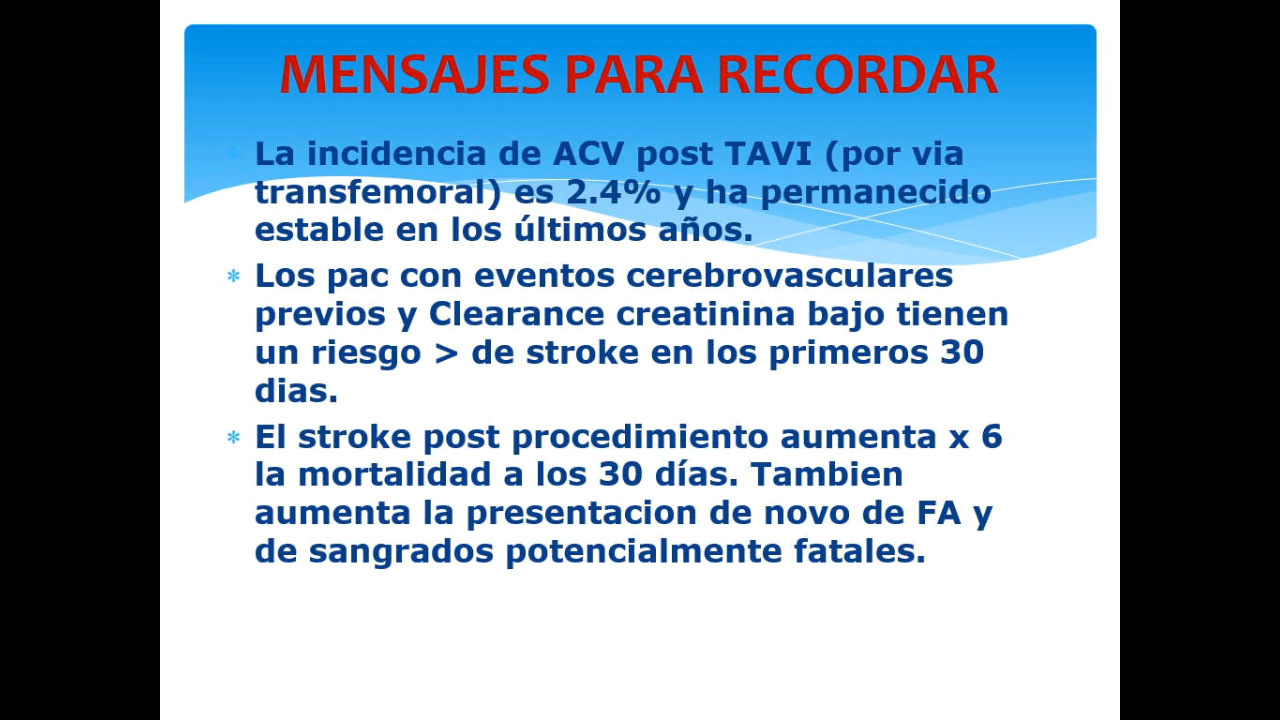 MENSAJES PARA RECORDAR
La incidencia de ACV post TAVI (por via
transfemoral) es 2.4% y ha permanecido
estable en los últimos años.
* Los pac con eventos cerebrovasculares
previos y Clearance creatinina bajo tienen
un riesgo > de stroke en los primeros 30
dias.
* El stroke post procedimiento aumenta x 6
la mortalidad a los 30 días. Tambien
aumenta la presentacion de novo de FA y
de sangrados potencialmente fatales.